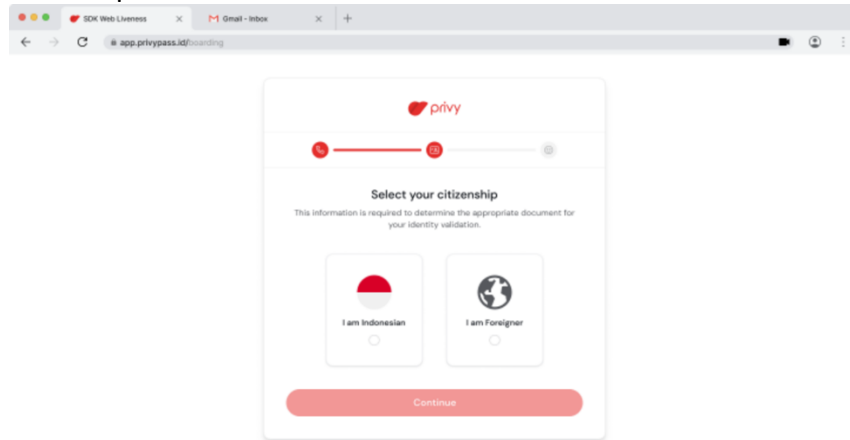 SDK Web Liveness
Gmail - Inbox
app.privypass.id/boarding
privy
Select your citizenship
This information is required to determine the appropriate document for
your identity validation.
I am Indonesian
I am Foreigner
Continue